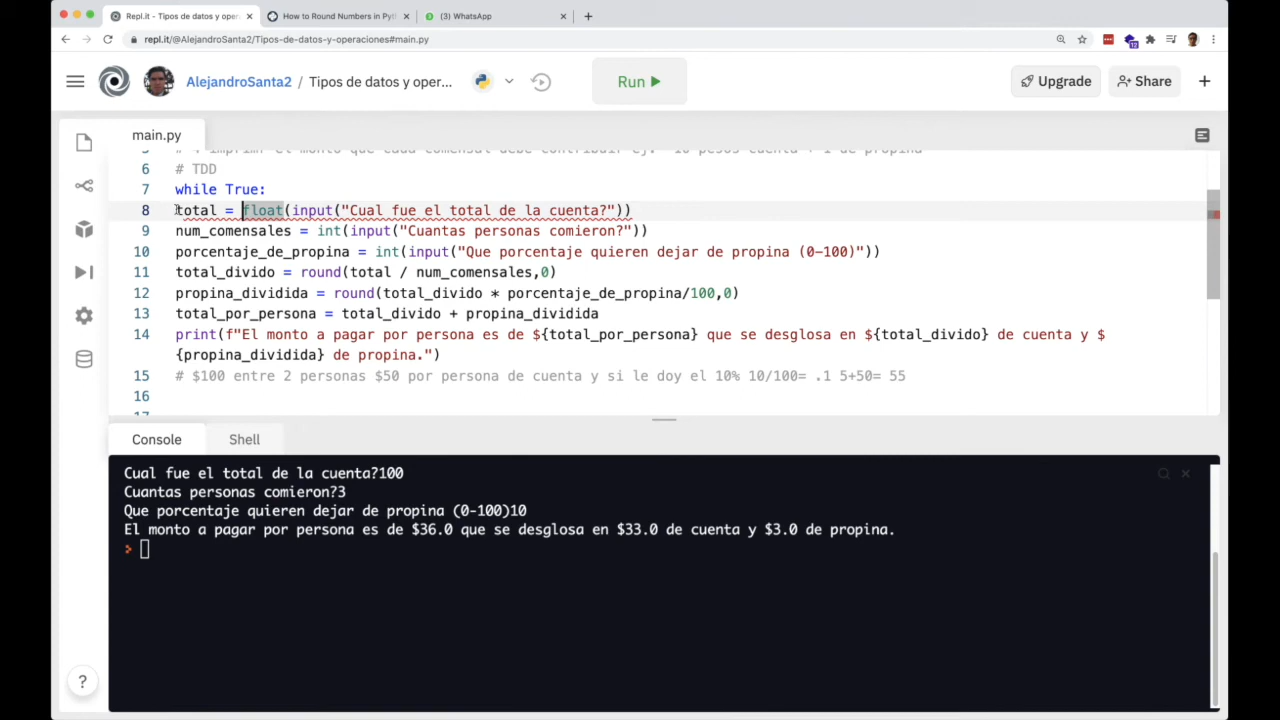 Repl.it - Tipos de datos y oper
How to Round Numbers in Pyt
(3) WhatsApp
repl.it/@AlejandroSanta2/Tipos-de-datos-y-operaciones#main.py
12
AlejandroSanta2 / Tipos de datos y oper...
Run
Upgrade
Share
main.py
6 # TDD
7 while True:
8 total = float(input("Cual fue el total de la cuenta?"))
9 num_comensales = int(input("Cuantas personas comieron?"))
10 porcentaje_de_propina = int(input("Que porcentaje quieren dejar de propina (0-100)"))
11 total_divido = round(total / num_comensales,0)
12 propina_dividida = round(total_divido * porcentaje_de_propina/100,0)
13 total_por_persona = total_divido + propina_dividida
14 print(f"El monto a pagar por persona es de ${total_por_persona} que se desglosa en ${total_divido} de cuenta y $
{propina_dividida} de propina.")
15 # $100 entre 2 personas $50 por persona de cuenta y si le doy el 10% 10/100= .1 5+50= 55
16
17
Console
Shell
Cual fue el total de la cuenta?100
Cuantas personas comieron?3
Que porcentaje quieren dejar de propina (0-100)10
El monto a pagar por persona es de $36.0 que se desglosa en $33.0 de cuenta y $3.0 de propina.
>
?